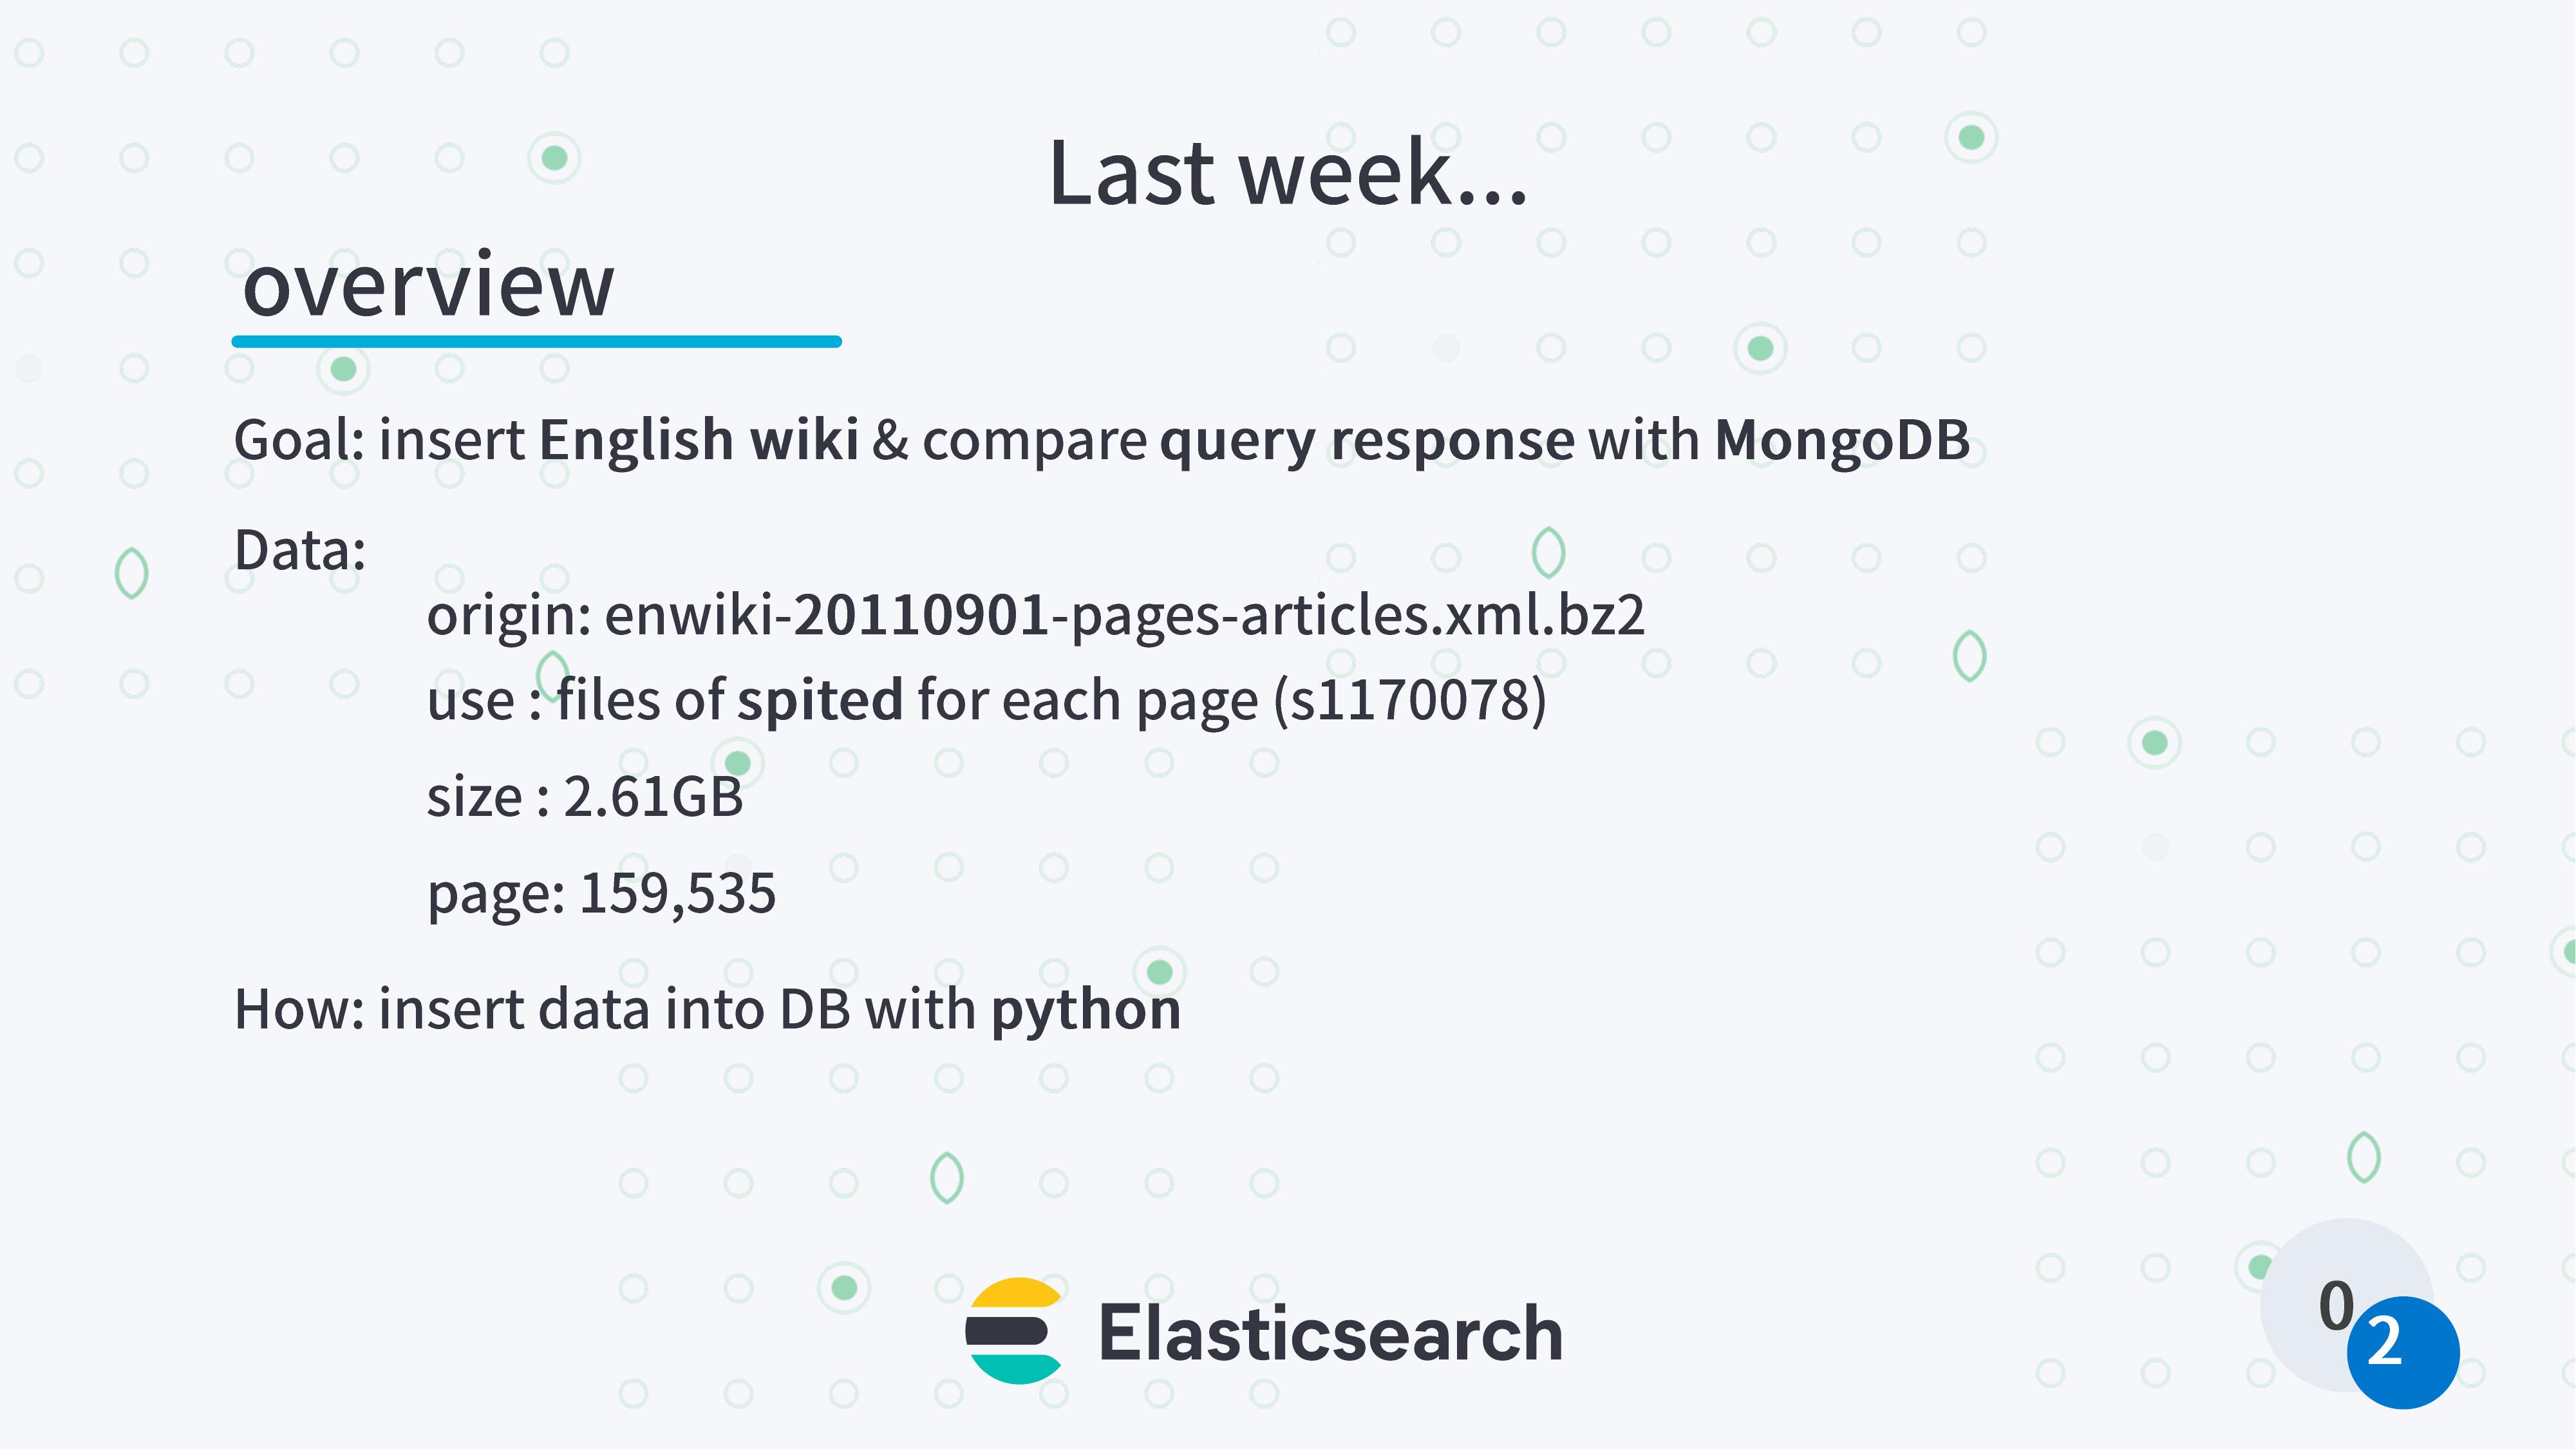 Last week...
overview
Goal: insert English wiki & compare query response with MongoDB
Data:
origin: enwiki-20110901-pages-articles.xml.bz2
use : files of spited for each page (s1170078)
size : 2.61GB
page: 159,535
How: insert data into DB with python
Elasticsearch
02